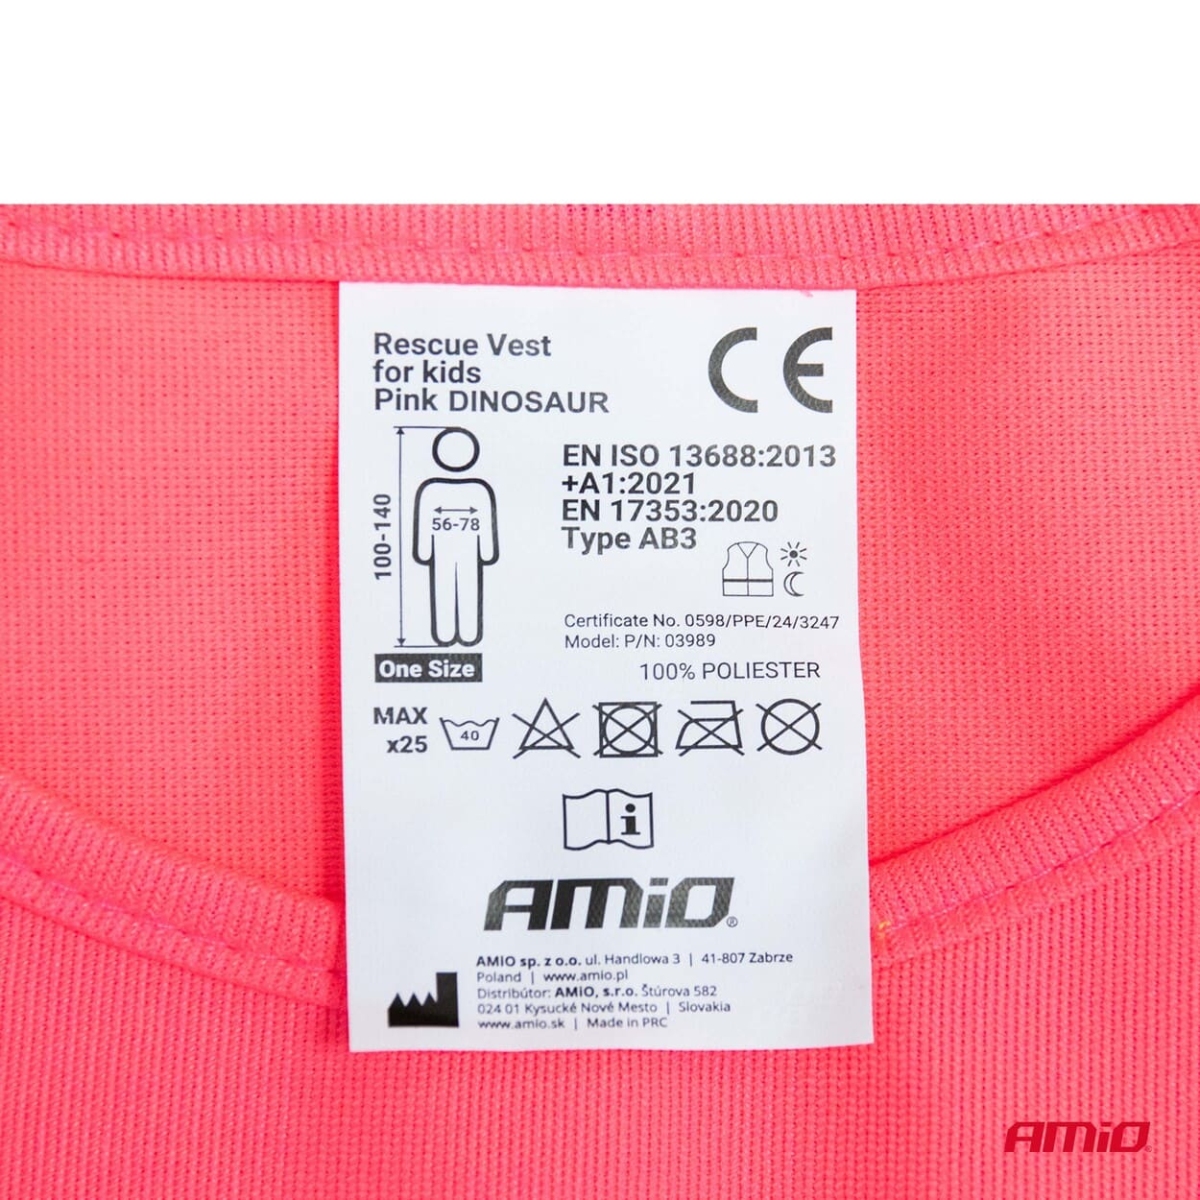 Rescue Vest
for kids
Pink DINOSAUR
CE
100-140
56-78
One Size
EN ISO 13688:2013
+A1:2021
EN 17353:2020
Type AB3
Certificate No. 0598/PPE/24/3247
Model: P/N: 03989
100% POLIESTER
MAX
x25
40
i
AMiO®
AMiO sp. z o.o. ul. Handlowa 3 | 41-807 Zabrze
Poland | www.amio.pl
Distribútor: AMiO, s.r.o. Štúrova 582
024 01 Kysucké Nové Mesto | Slovakia
www.amio.sk | Made in PRC
AMiO®